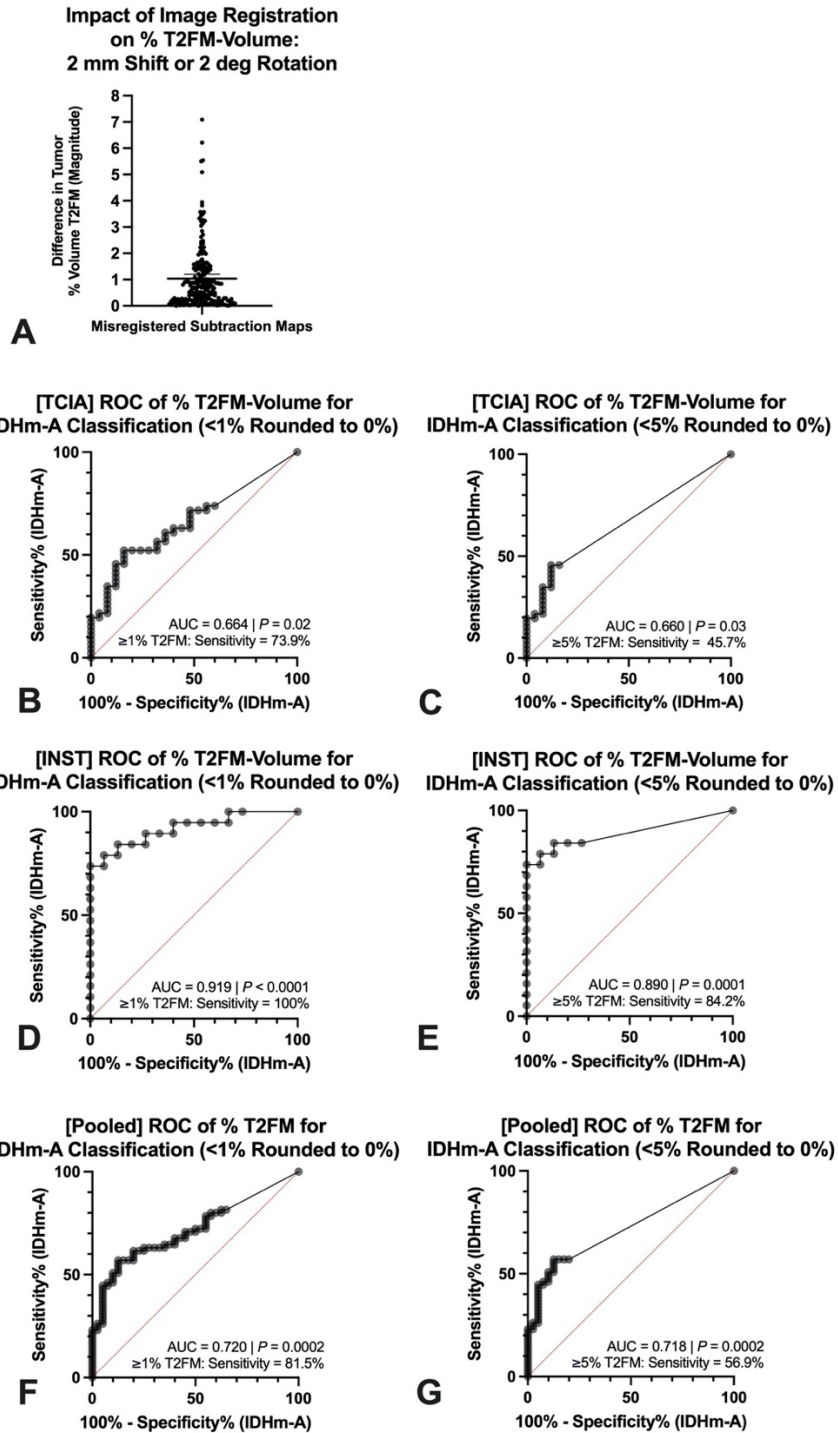 Impact of Image Registration
on % T2FM-Volume:
2 mm Shift or 2 deg Rotation
Difference in Tumor
% Volume T2FM (Magnitude)
8
7
6
5
4
3
2
1
0
Misregistered Subtraction Maps
A
[TCIA] ROC of % T2FM-Volume for
DHm-A Classification (<1% Rounded to 0%)
Sensitivity% (IDHm-A)
100
50
0
AUC = 0.664 | P = 0.02
≥1% T2FM: Sensitivity = 73.9%
0 50 100
100% - Specificity% (IDHm-A)
B
[TCIA] ROC of % T2FM-Volume for
IDHm-A Classification (<5% Rounded to 0%)
Sensitivity% (IDHm-A)
100
50
0
AUC = 0.660 | P = 0.03
≥5% T2FM: Sensitivity = 45.7%
0 50 100
100% - Specificity% (IDHm-A)
C
[INST] ROC of % T2FM-Volume for
DHm-A Classification (<1% Rounded to 0%)
Sensitivity% (IDHm-A)
100
50
0
AUC = 0.919 | P < 0.0001
≥1% T2FM: Sensitivity = 100%
0 50 100
100% - Specificity% (IDHm-A)
D
[INST] ROC of % T2FM-Volume for
IDHm-A Classification (<5% Rounded to 0%)
Sensitivity% (IDHm-A)
100
50
0
AUC = 0.890 | P = 0.0001
≥5% T2FM: Sensitivity = 84.2%
0 50 100
100% - Specificity% (IDHm-A)
E
[Pooled] ROC of % T2FM for
DHm-A Classification (<1% Rounded to 0%)
Sensitivity% (IDHm-A)
100
50
0
AUC = 0.720 | P = 0.0002
≥1% T2FM: Sensitivity = 81.5%
0 50 100
100% - Specificity% (IDHm-A)
F
[Pooled] ROC of % T2FM for
IDHm-A Classification (<5% Rounded to 0%)
Sensitivity% (IDHm-A)
100
50
0
AUC = 0.718 | P = 0.0002
≥5% T2FM: Sensitivity = 56.9%
0 50 100
100% - Specificity% (IDHm-A)
G